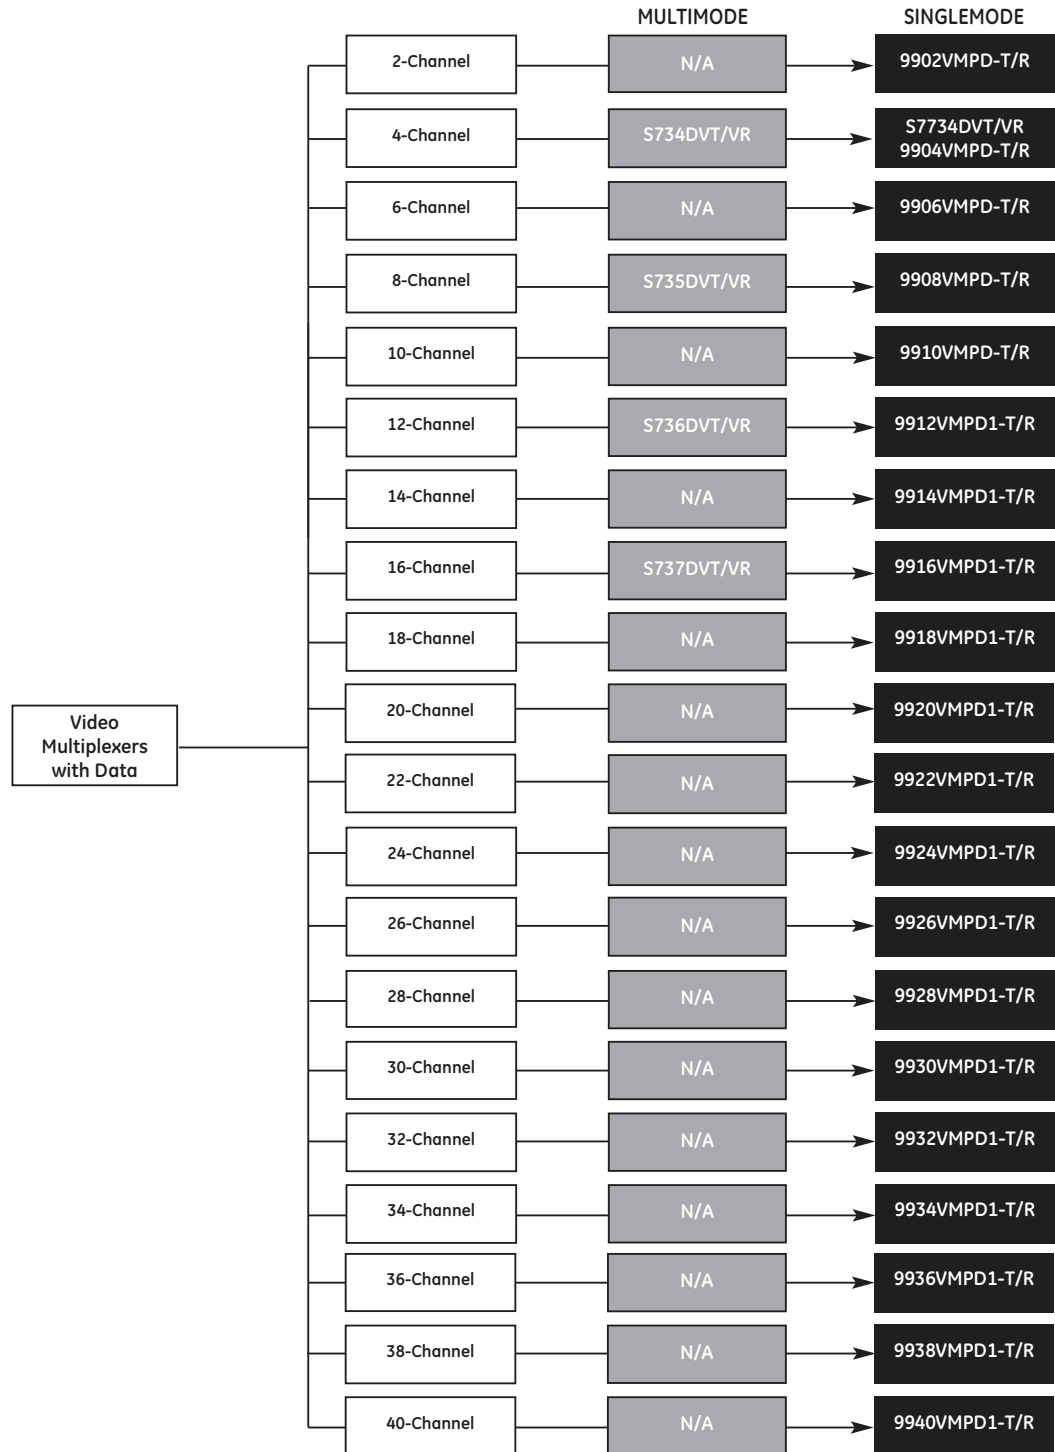 MULTIMODE SINGLEMODE
2-Channel N/A 9902VMPD-T/R
4-Channel S734DVT/VR S7734DVT/VR
9904VMPD-T/R
6-Channel N/A 9906VMPD-T/R
8-Channel S735DVT/VR 9908VMPD-T/R
10-Channel N/A 9910VMPD-T/R
12-Channel S736DVT/VR 9912VMPD1-T/R
14-Channel N/A 9914VMPD1-T/R
16-Channel S737DVT/VR 9916VMPD1-T/R
18-Channel N/A 9918VMPD1-T/R
20-Channel N/A 9920VMPD1-T/R
Video
Multiplexers
with Data
22-Channel N/A 9922VMPD1-T/R
24-Channel N/A 9924VMPD1-T/R
26-Channel N/A 9926VMPD1-T/R
28-Channel N/A 9928VMPD1-T/R
30-Channel N/A 9930VMPD1-T/R
32-Channel N/A 9932VMPD1-T/R
34-Channel N/A 9934VMPD1-T/R
36-Channel N/A 9936VMPD1-T/R
38-Channel N/A 9938VMPD1-T/R
40-Channel N/A 9940VMPD1-T/R